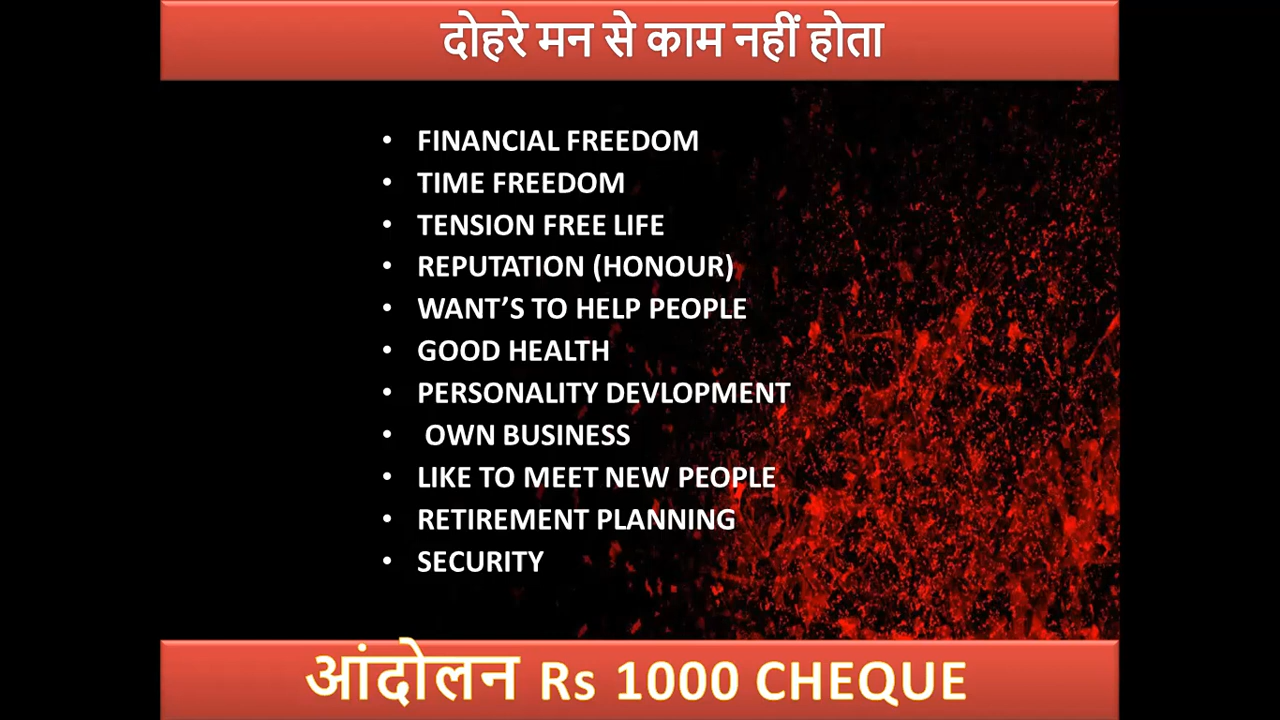 दोहरे मन से काम नहीं होता
• FINANCIAL FREEDOM
• TIME FREEDOM
• TENSION FREE LIFE
• REPUTATION (HONOUR)
• WANT’S TO HELP PEOPLE
• GOOD HEALTH
• PERSONALITY DEVLOPMENT
• OWN BUSINESS
• LIKE TO MEET NEW PEOPLE
• RETIREMENT PLANNING
• SECURITY
आंदोलन Rs 1000 CHEQUE